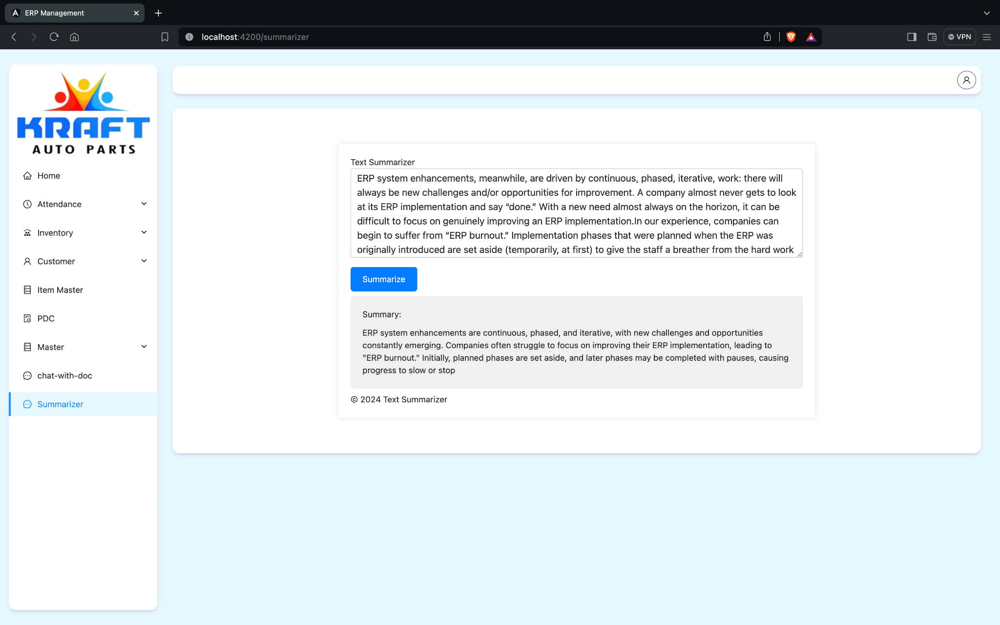 ERP Management
localhost:4200/summarizer
VPN
KRAFT
AUTO PARTS
Home
Attendance
Inventory
Customer
Item Master
PDC
Master
chat-with-doc
Summarizer
Text Summarizer
ERP system enhancements, meanwhile, are driven by continuous, phased, iterative, work: there will
always be new challenges and/or opportunities for improvement. A company almost never gets to look
at its ERP implementation and say “done.” With a new need almost always on the horizon, it can be
difficult to focus on genuinely improving an ERP implementation.In our experience, companies can
begin to suffer from “ERP burnout.” Implementation phases that were planned when the ERP was
originally introduced are set aside (temporarily, at first) to give the staff a breather from the hard work
Summarize
Summary:
ERP system enhancements are continuous, phased, and iterative, with new challenges and opportunities
constantly emerging. Companies often struggle to focus on improving their ERP implementation, leading to
"ERP burnout." Initially, planned phases are set aside, and later phases may be completed with pauses, causing
progress to slow or stop
© 2024 Text Summarizer